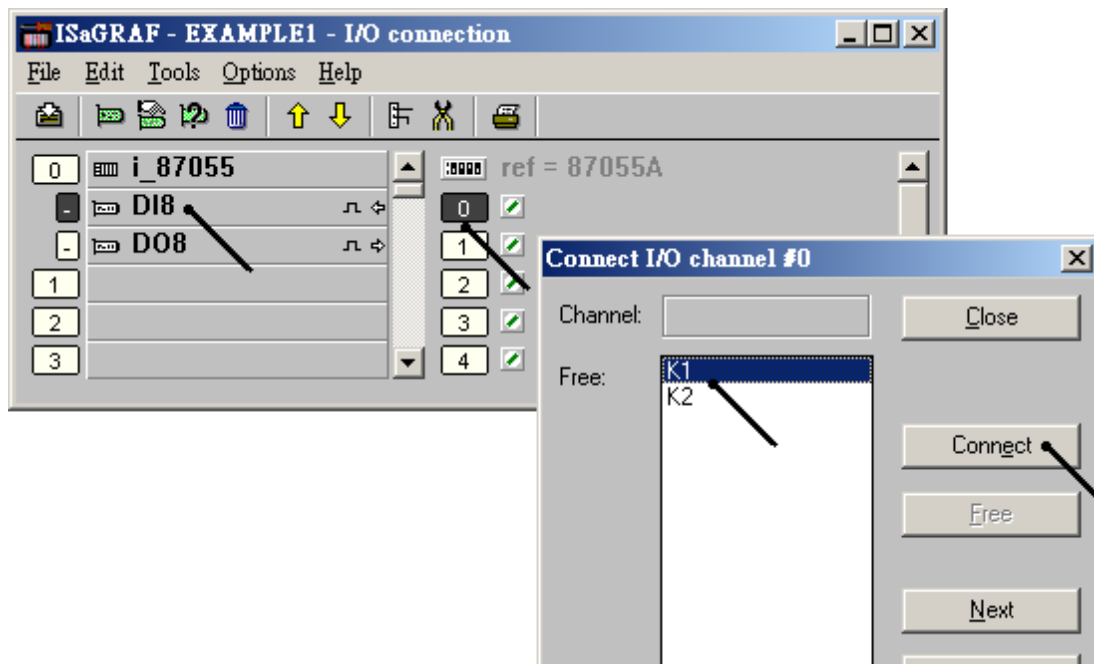 ISaGRAF - EXAMPLE1 - I/O connection
File Edit Tools Options Help
0 i_87055 ref = 87055A
- DI8 0
- DO8 1
1 2
2 3
3 4
Connect I/O channel #0
Channel: Close
Free: K1
K2
Connect
Free
Next